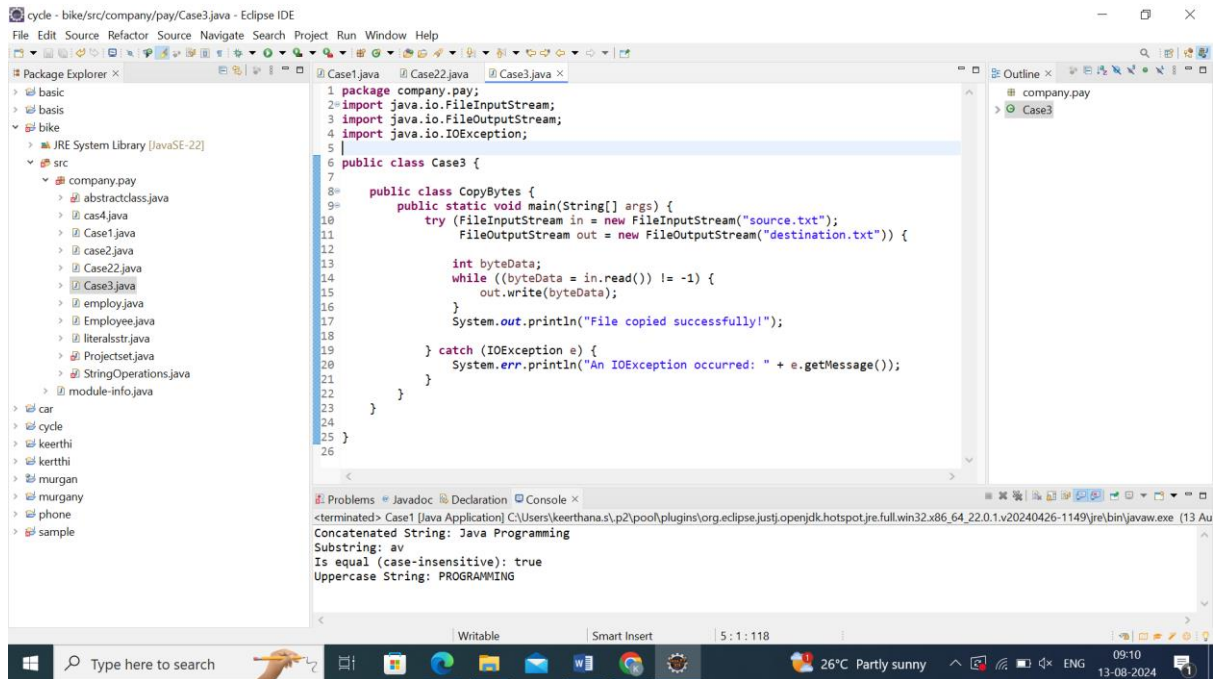 cycle - bike/src/company/pay/Case3.java - Eclipse IDE
File Edit Source Refactor Source Navigate Search Project Run Window Help
Package Explorer ×
basic
basis
bike
JRE System Library [JavaSE-22]
src
company.pay
abstractclass.java
cas4.java
Case1.java
case2.java
Case22.java
Case3.java
employ.java
Employee.java
literalsstr.java
Projectset.java
StringOperations.java
module-info.java
car
cycle
keerthi
kertthi
murgan
murgany
phone
sample
Case1.java Case22.java Case3.java ×
1 package company.pay;
2 import java.io.FileInputStream;
3 import java.io.FileOutputStream;
4 import java.io.IOException;
5
6 public class Case3 {
7
8 public class CopyBytes {
9 public static void main(String[] args) {
10 try (FileInputStream in = new FileInputStream("source.txt");
11 FileOutputStream out = new FileOutputStream("destination.txt")) {
12
13 int byteData;
14 while ((byteData = in.read()) != -1) {
15 out.write(byteData);
16 }
17 System.out.println("File copied successfully!");
18
19 } catch (IOException e) {
20 System.err.println("An IOException occurred: " + e.getMessage());
21 }
22 }
23 }
24
25 }
26
Outline ×
company.pay
Case3
Problems Javadoc Declaration Console ×
<terminated> Case1 [Java Application] C:\Users\keerthana.s\.p2\pool\plugins\org.eclipse.justj.openjdk.hotspot.jre.full.win32.x86_64_22.0.1.v20240426-1149\jre\bin\javaw.exe (13 Au
Concatenated String: Java Programming
Substring: av
Is equal (case-insensitive): true
Uppercase String: PROGRAMMING
Writable Smart Insert 5 : 1 : 118
Type here to search 26°C Partly sunny ENG 09:10
13-08-2024